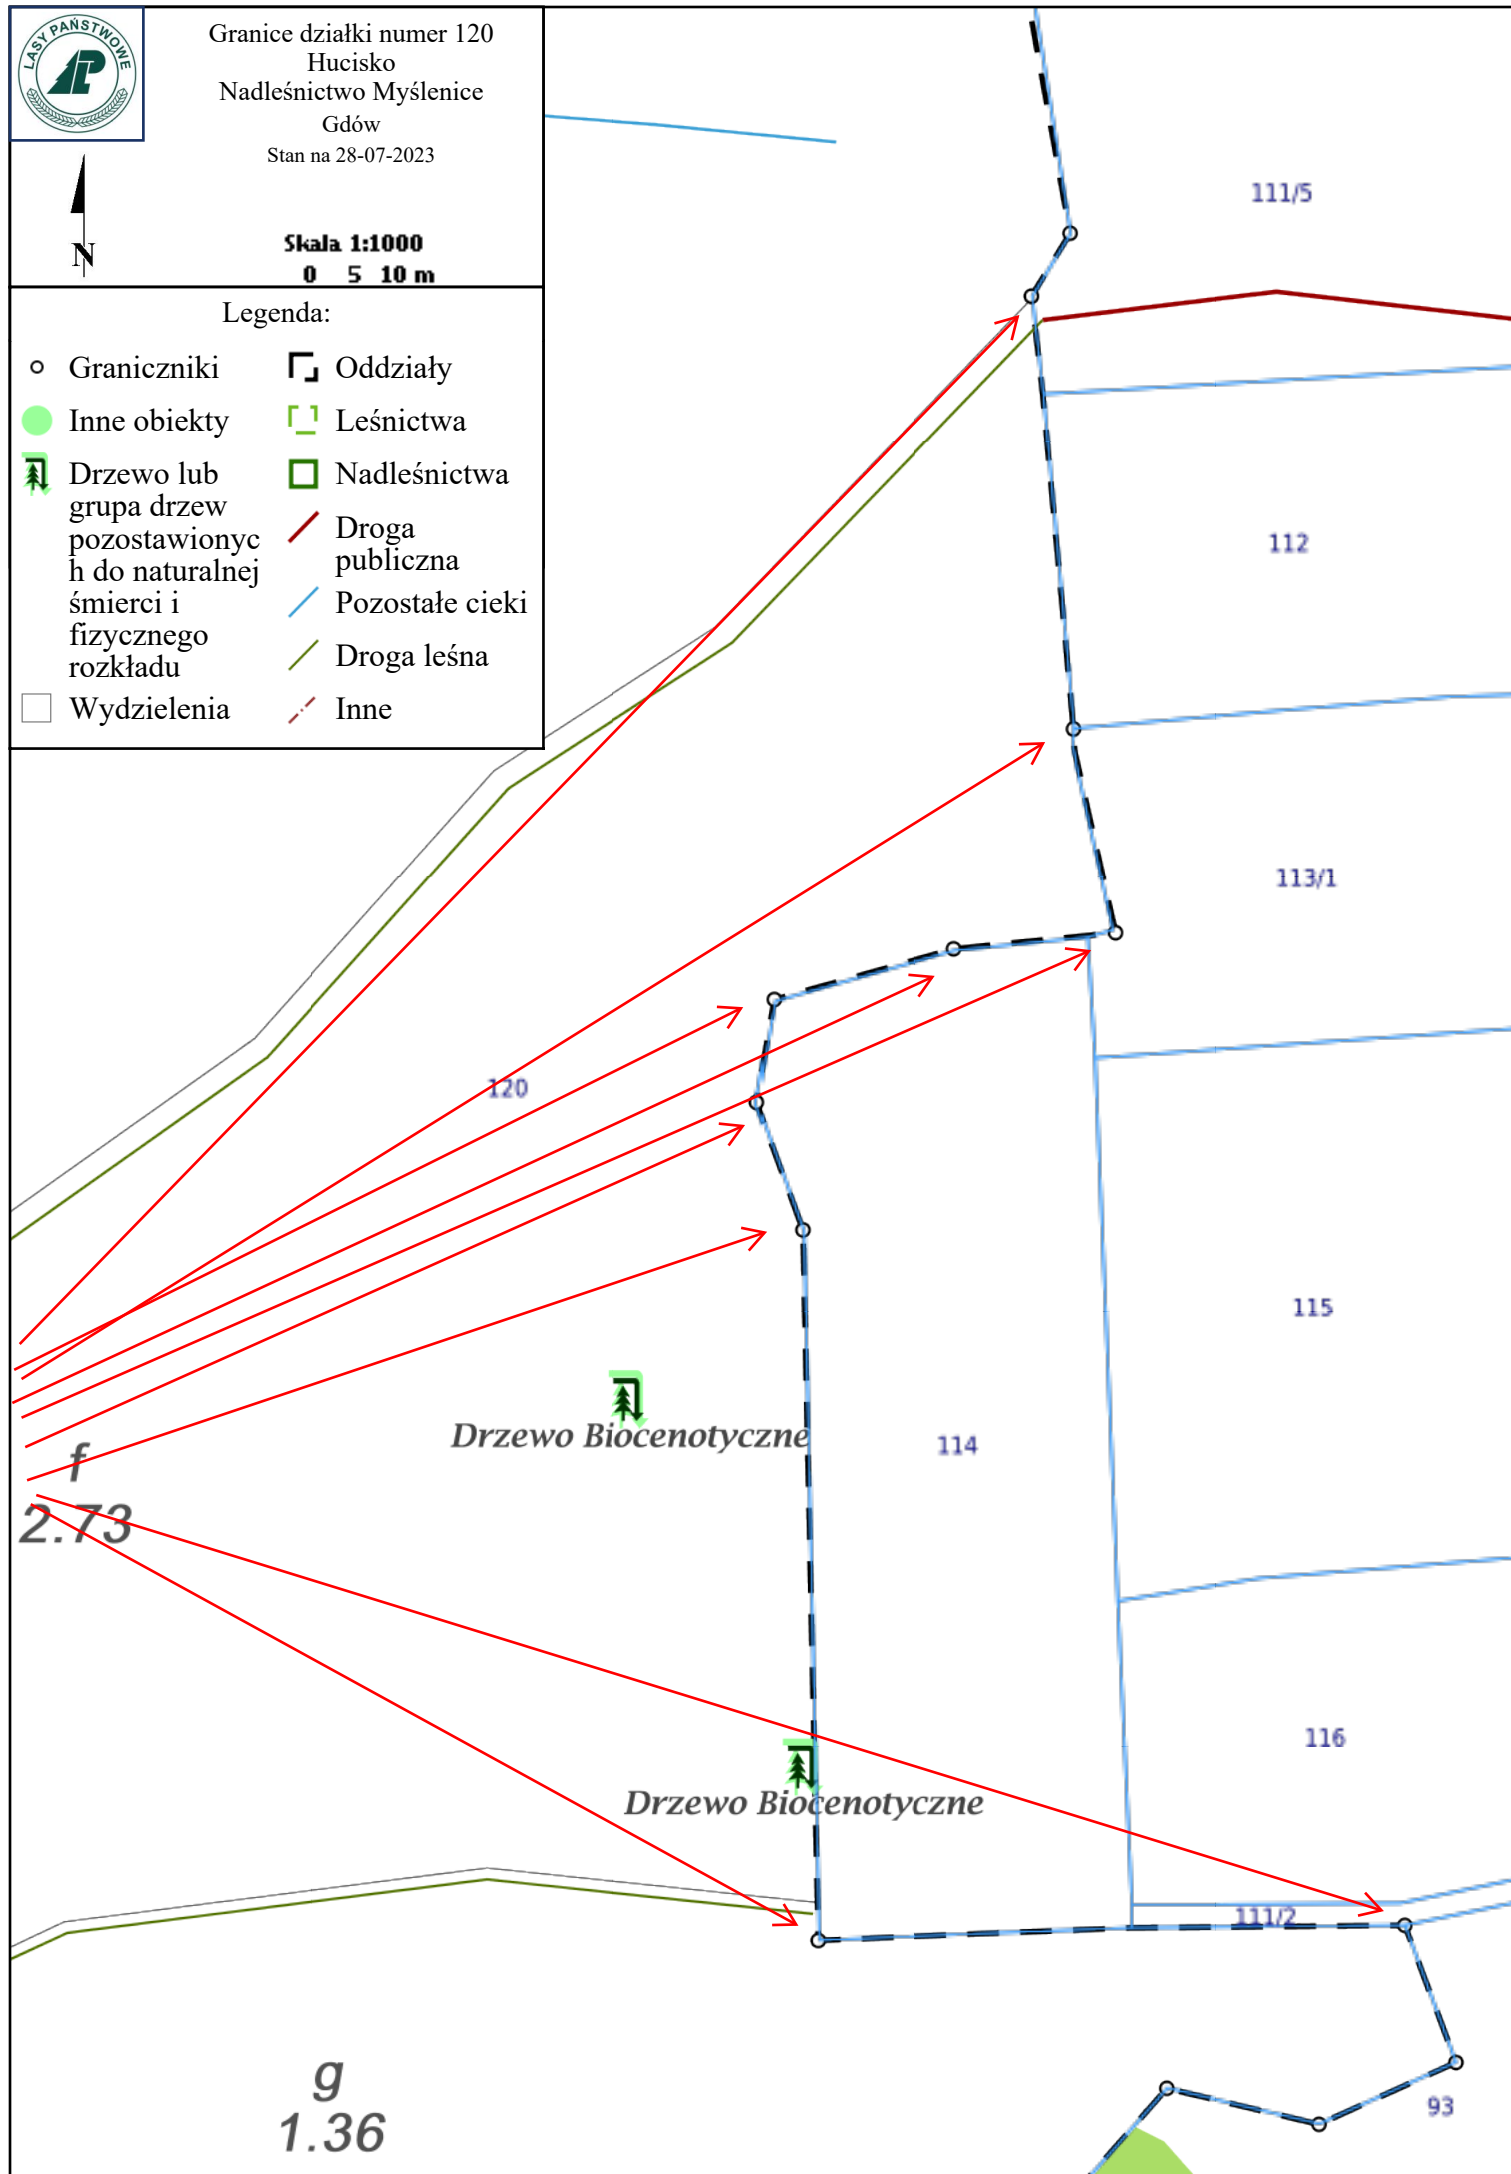 LASY PAŃSTWOWE
LP
Granice działki numer 120
Hucisko
Nadleśnictwo Myślenice
Gdów
Stan na 28-07-2023
N
Skala 1:1000
0 5 10 m
Legenda:
Graniczniki
Inne obiekty
Drzewo lub
grupa drzew
pozostawionyc
h do naturalnej
śmierci i
fizycznego
rozkładu
Wydzielenia
Oddziały
Leśnictwa
Nadleśnictwa
Droga
publiczna
Pozostałe cieki
Droga leśna
Inne
111/5
112
113/1
120
115
Drzewo Biocenotyczne
114
f
2.73
116
Drzewo Biocenotyczne
111/2
g
1.36
93